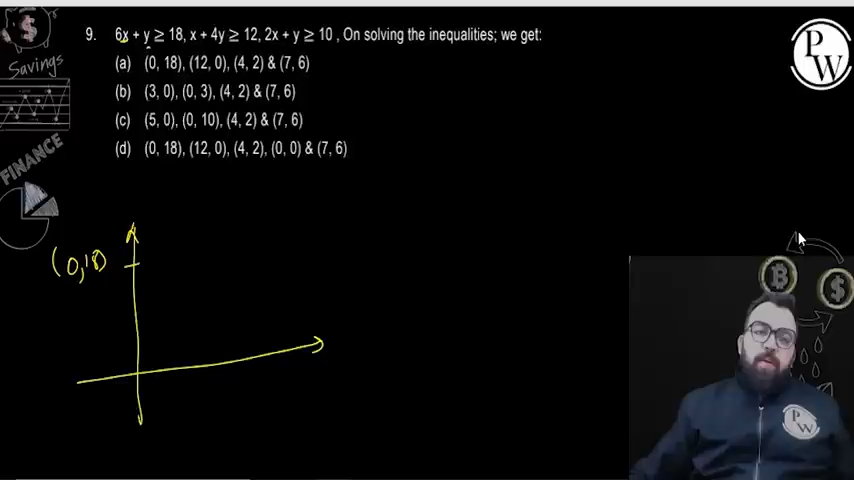 9. 6x + y ≥ 18, x + 4y ≥ 12, 2x + y ≥ 10 , On solving the inequalities; we get:
(a) (0, 18), (12, 0), (4, 2) & (7, 6)
(b) (3, 0), (0, 3), (4, 2) & (7, 6)
(c) (5, 0), (0, 10), (4, 2) & (7, 6)
(d) (0, 18), (12, 0), (4, 2), (0, 0) & (7, 6)
Savings
FINANCE
(0,18)
P
W
$
B
$
P
W